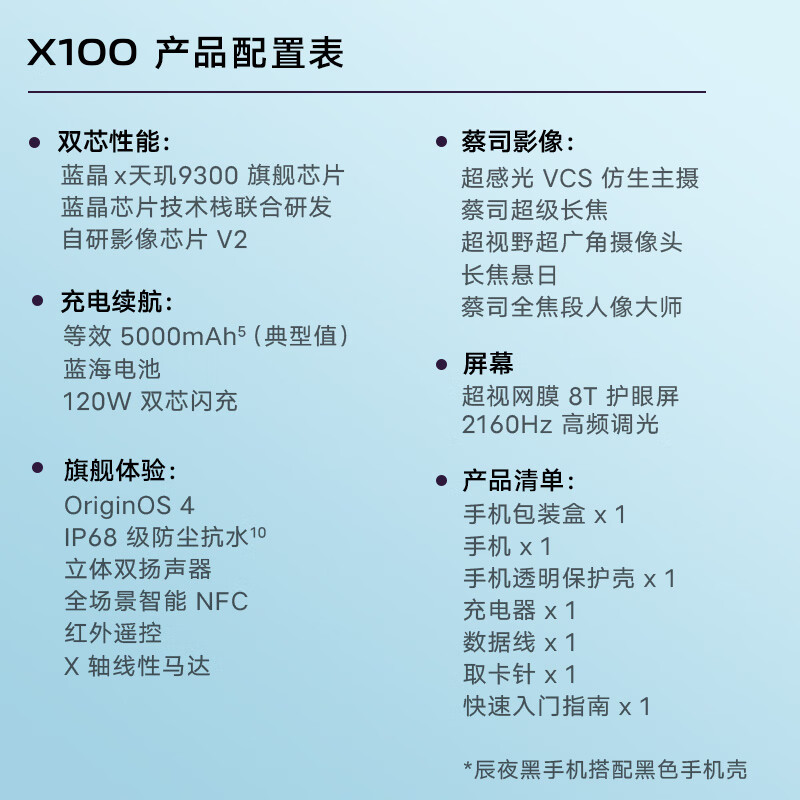 X100 产品配置表
双芯性能：
蓝晶x天玑9300 旗舰芯片
蓝晶芯片技术栈联合研发
自研影像芯片 V2
充电续航：
等效 5000mAh⁵（典型值）
蓝海电池
120W 双芯闪充
旗舰体验：
OriginOS 4
IP68 级防尘抗水¹⁰
立体双扬声器
全场景智能 NFC
红外遥控
X 轴线性马达
蔡司影像：
超感光 VCS 仿生主摄
蔡司超级长焦
超视野超广角摄像头
长焦悬日
蔡司全焦段人像大师
屏幕
超视网膜 8T 护眼屏
2160Hz 高频调光
产品清单：
手机包装盒 x 1
手机 x 1
手机透明保护壳 x 1
充电器 x 1
数据线 x 1
取卡针 x 1
快速入门指南 x 1
*辰夜黑手机搭配黑色手机壳